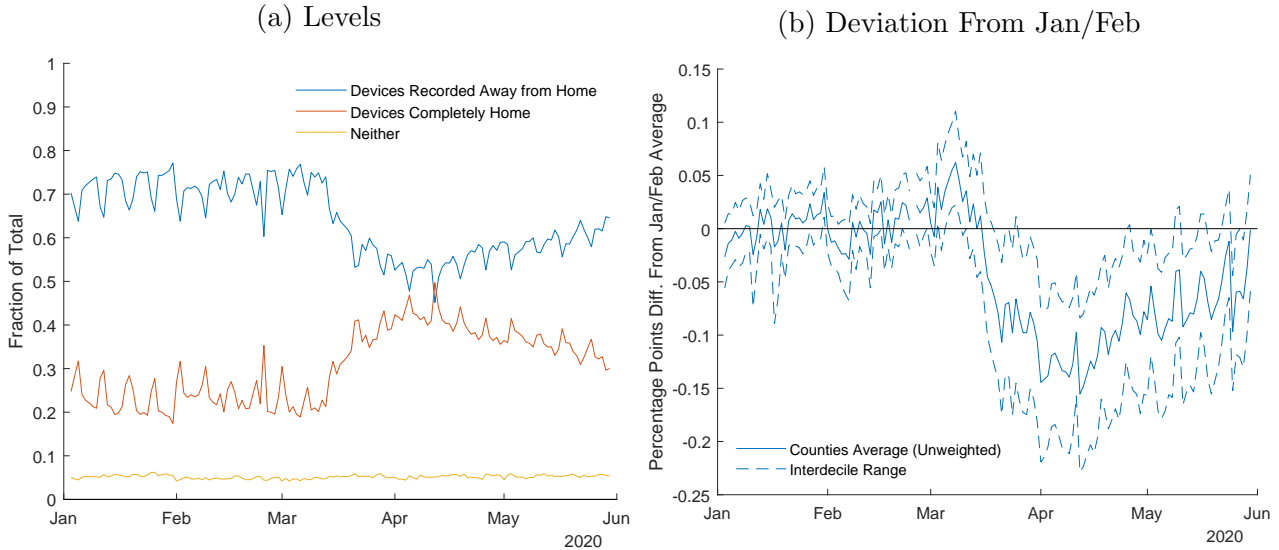 (a) Levels
Fraction of Total
1
0.9
0.8
0.7
0.6
0.5
0.4
0.3
0.2
0.1
0
Devices Recorded Away from Home
Devices Completely Home
Neither
Jan Feb Mar Apr May Jun
2020
(b) Deviation From Jan/Feb
Percentage Points Diff. From Jan/Feb Average
0.15
0.1
0.05
0
-0.05
-0.1
-0.15
-0.2
-0.25
Counties Average (Unweighted)
Interdecile Range
Jan Feb Mar Apr May Jun
2020